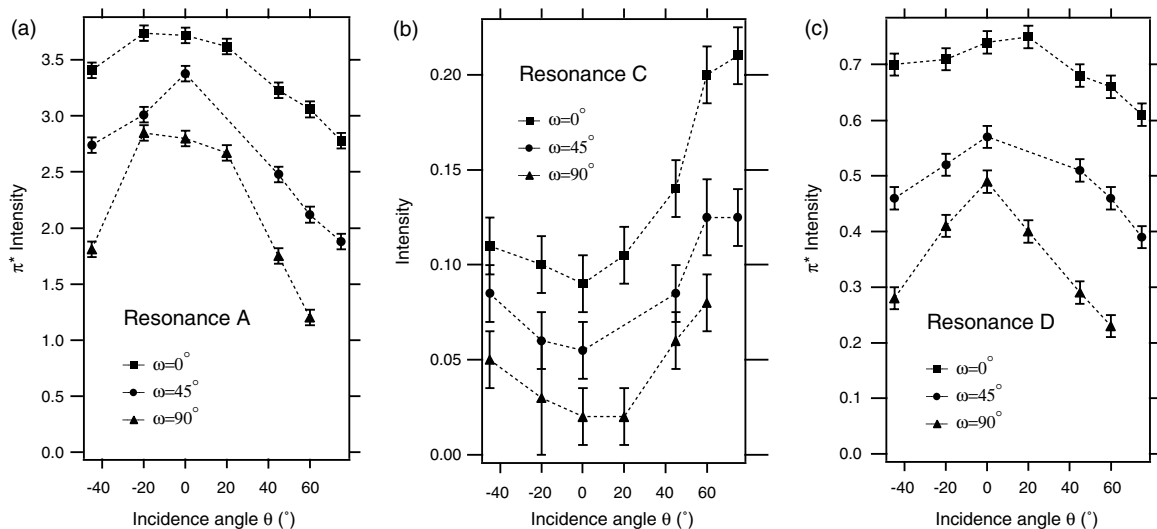 (a)
π* Intensity
3.5
3.0
2.5
2.0
1.5
1.0
0.5
0.0
Resonance A
ω=0°
ω=45°
ω=90°
-40 -20 0 20 40 60
Incidence angle θ (°)
(b)
Intensity
0.20
0.15
0.10
0.05
0.00
Resonance C
ω=0°
ω=45°
ω=90°
-40 -20 0 20 40 60
Incidence angle θ (°)
(c)
π* Intensity
0.7
0.6
0.5
0.4
0.3
0.2
0.1
0.0
Resonance D
ω=0°
ω=45°
ω=90°
-40 -20 0 20 40 60
Incidence angle θ (°)